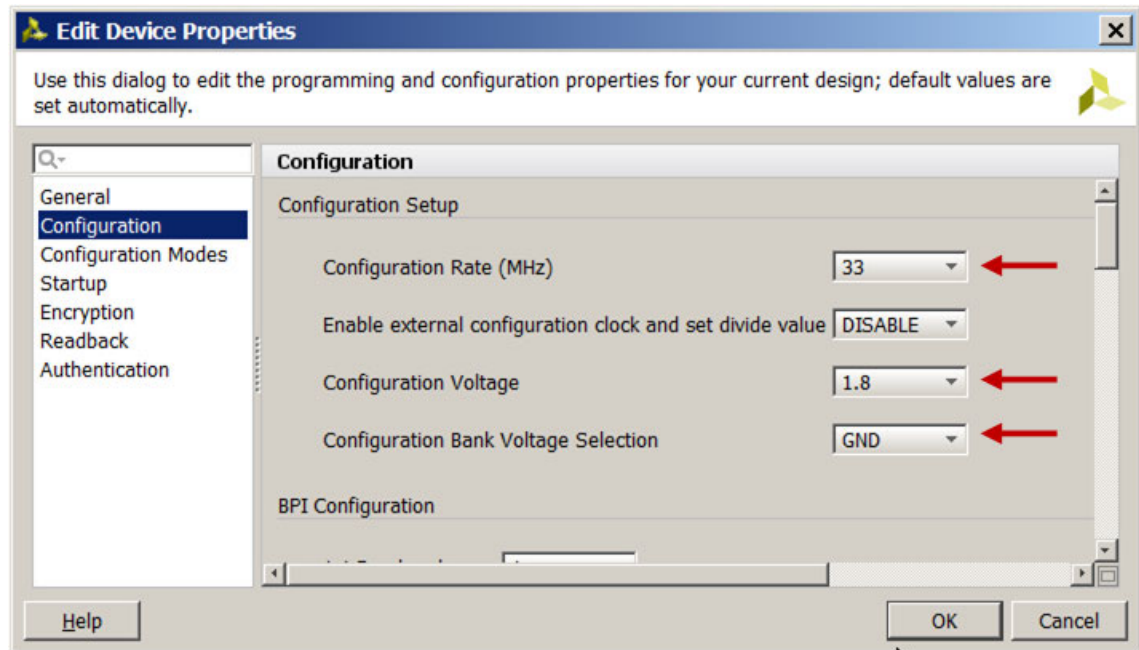 Edit Device Properties
Use this dialog to edit the programming and configuration properties for your current design; default values are
set automatically.
General
Configuration
Configuration Modes
Startup
Encryption
Readback
Authentication
Configuration
Configuration Setup
Configuration Rate (MHz) 33
Enable external configuration clock and set divide value DISABLE
Configuration Voltage 1.8
Configuration Bank Voltage Selection GND
BPI Configuration
Help OK Cancel